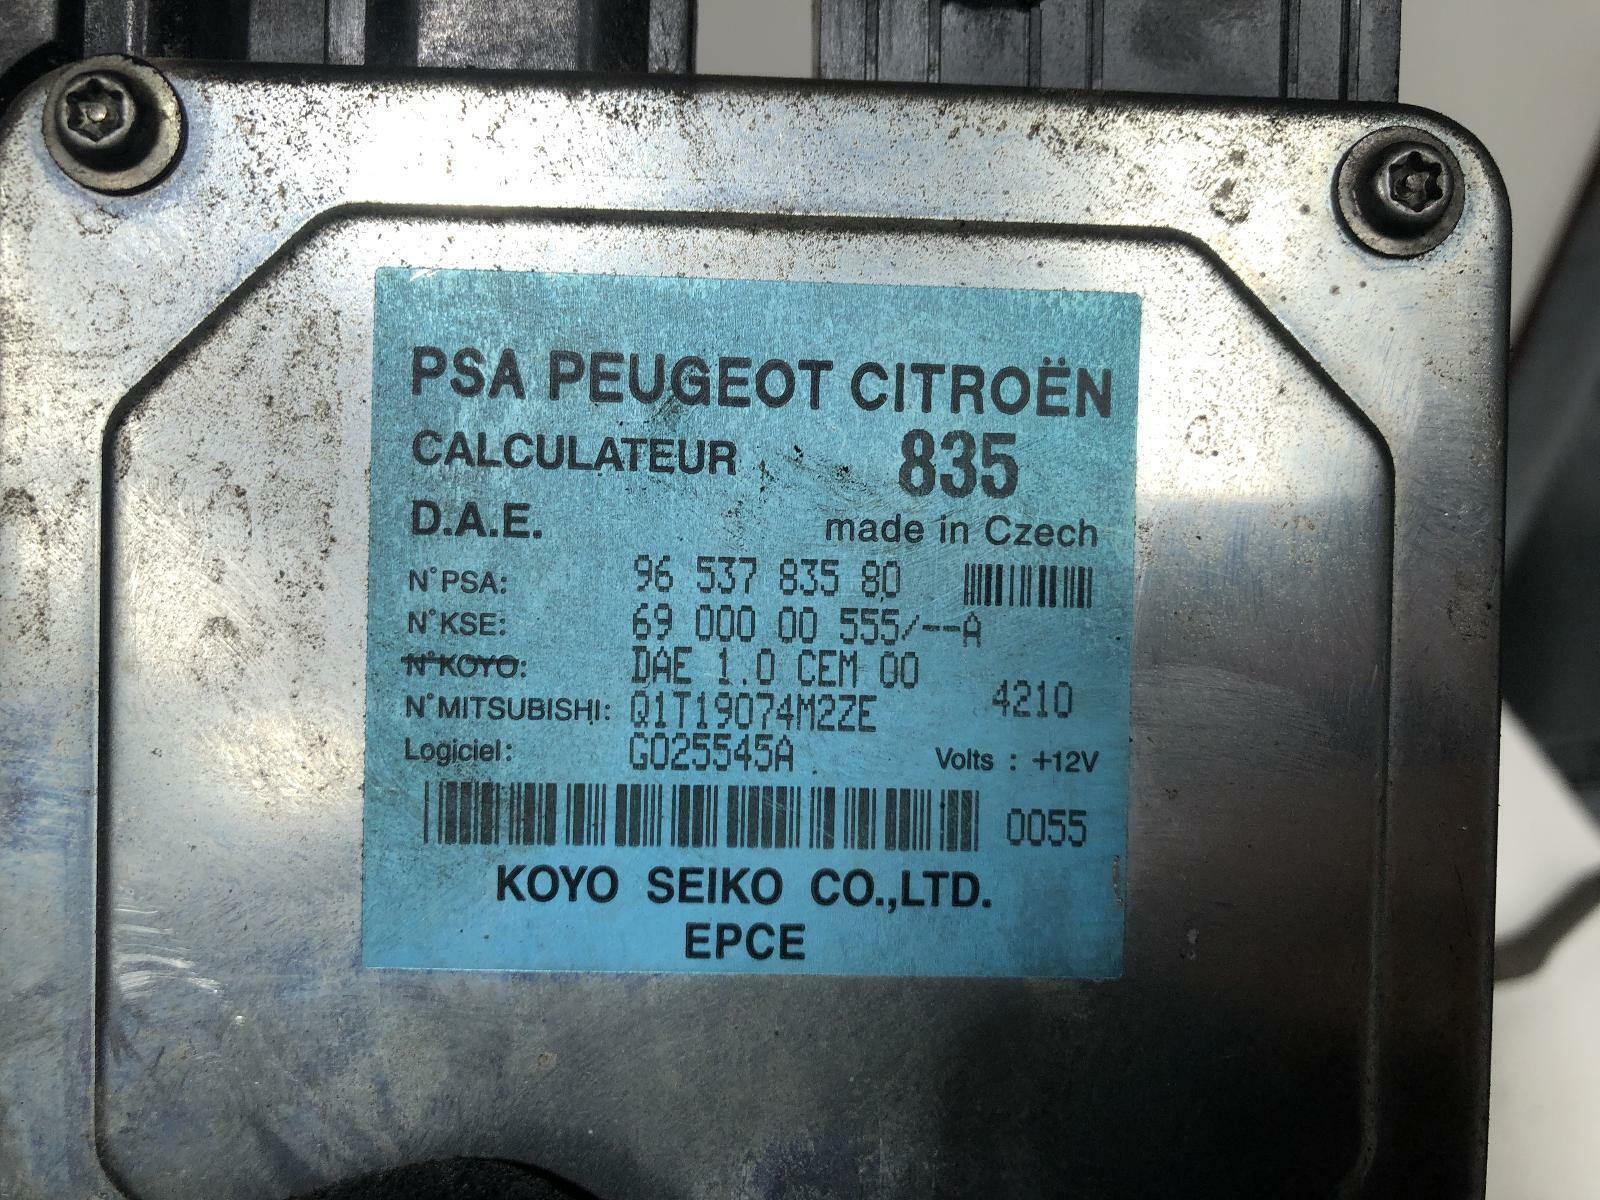 PSA PEUGEOT CITROËN
CALCULATEUR 835
D.A.E. made in Czech
N°PSA: 96 537 835 80
N°KSE: 69 000 00 555/--A
N°KOYO: DAE 1.0 CEM 00
N°MITSUBISHI: Q1T19074M2ZE 4210
Logiciel: G025545A Volts : +12V
0055
KOYO SEIKO CO.,LTD.
EPCE